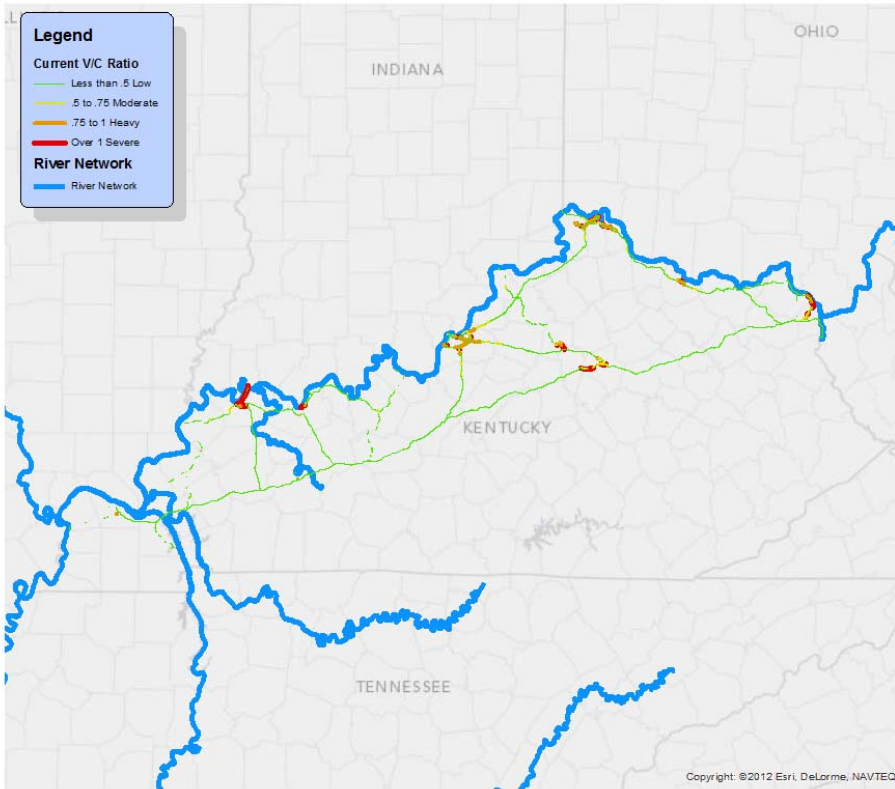 Legend
Current V/C Ratio
Less than .5 Low
.5 to .75 Moderate
.75 to 1 Heavy
Over 1 Severe
River Network
River Network
OHIO
INDIANA
KENTUCKY
TENNESSEE
Copyright: ©2012 Esri, DeLorme, NAVTEQ